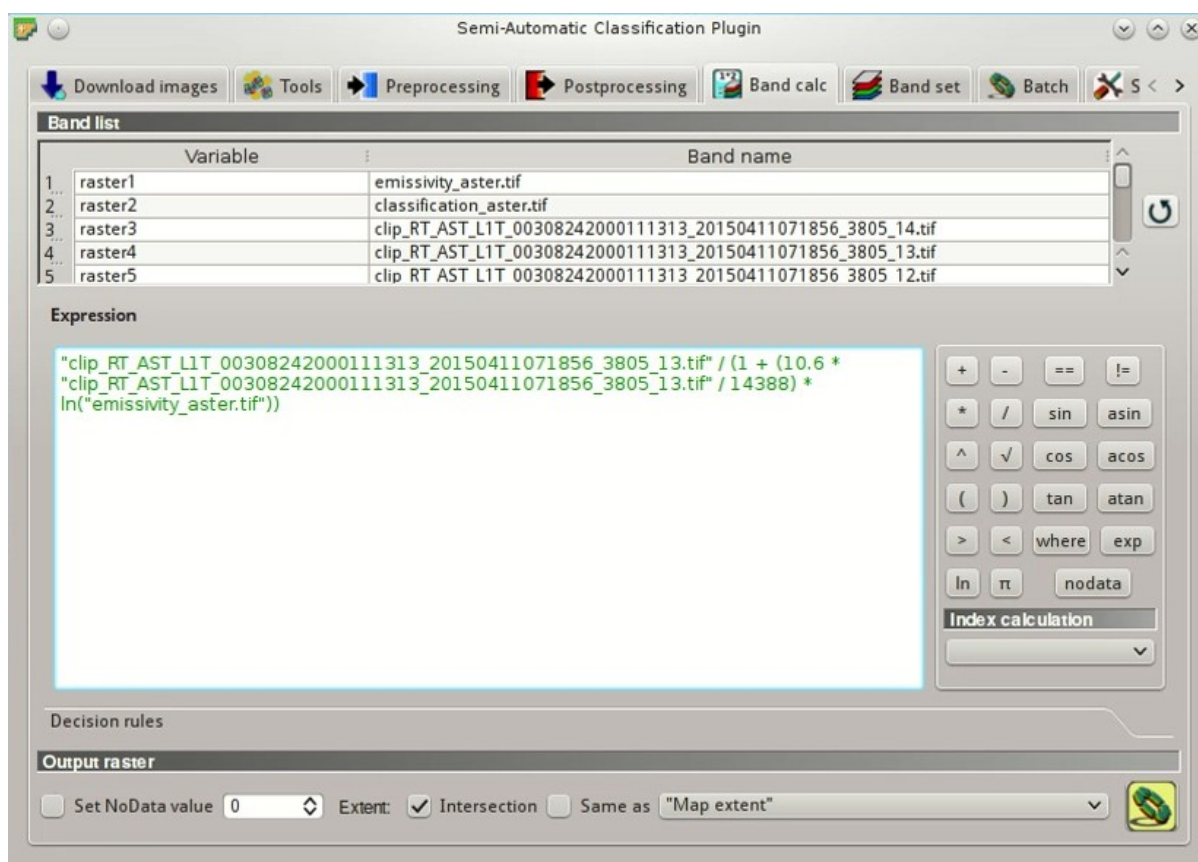 Semi-Automatic Classification Plugin
Download images Tools Preprocessing Postprocessing Band calc Band set Batch S < >
Band list
Variable Band name
1... raster1 emissivity_aster.tif
2... raster2 classification_aster.tif
3... raster3 clip_RT_AST_L1T_00308242000111313_20150411071856_3805_14.tif
4... raster4 clip_RT_AST_L1T_00308242000111313_20150411071856_3805_13.tif
5 raster5 clip_RT_AST_L1T_00308242000111313_20150411071856_3805_12.tif
Expression
"clip_RT_AST_L1T_00308242000111313_20150411071856_3805_13.tif" / (1 + (10.6 *
"clip_RT_AST_L1T_00308242000111313_20150411071856_3805_13.tif" / 14388) *
ln("emissivity_aster.tif"))
+ - == !=
* / sin asin
^ √ cos acos
( ) tan atan
> < where exp
ln π nodata
Index calculation
Decision rules
Output raster
Set NoData value 0 Extent: Intersection Same as "Map extent"